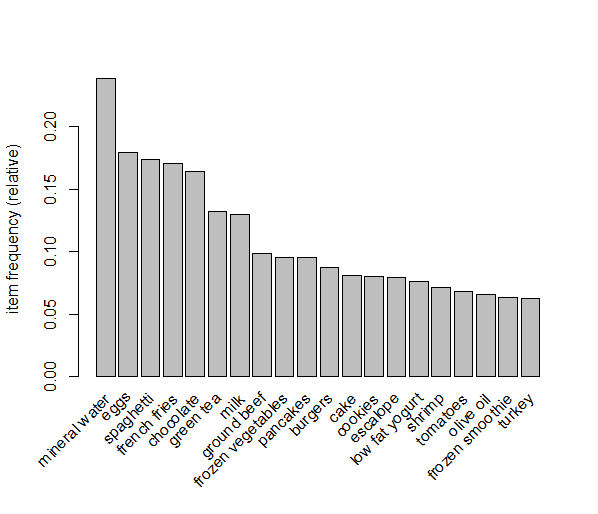 item frequency (relative)
0.20
0.15
0.10
0.05
0.00
mineral water
eggs
spaghetti
french fries
chocolate
green tea
milk
ground beef
frozen vegetables
pancakes
burgers
cake
cookies
escalope
low fat yogurt
shrimp
tomatoes
olive oil
frozen smoothie
turkey